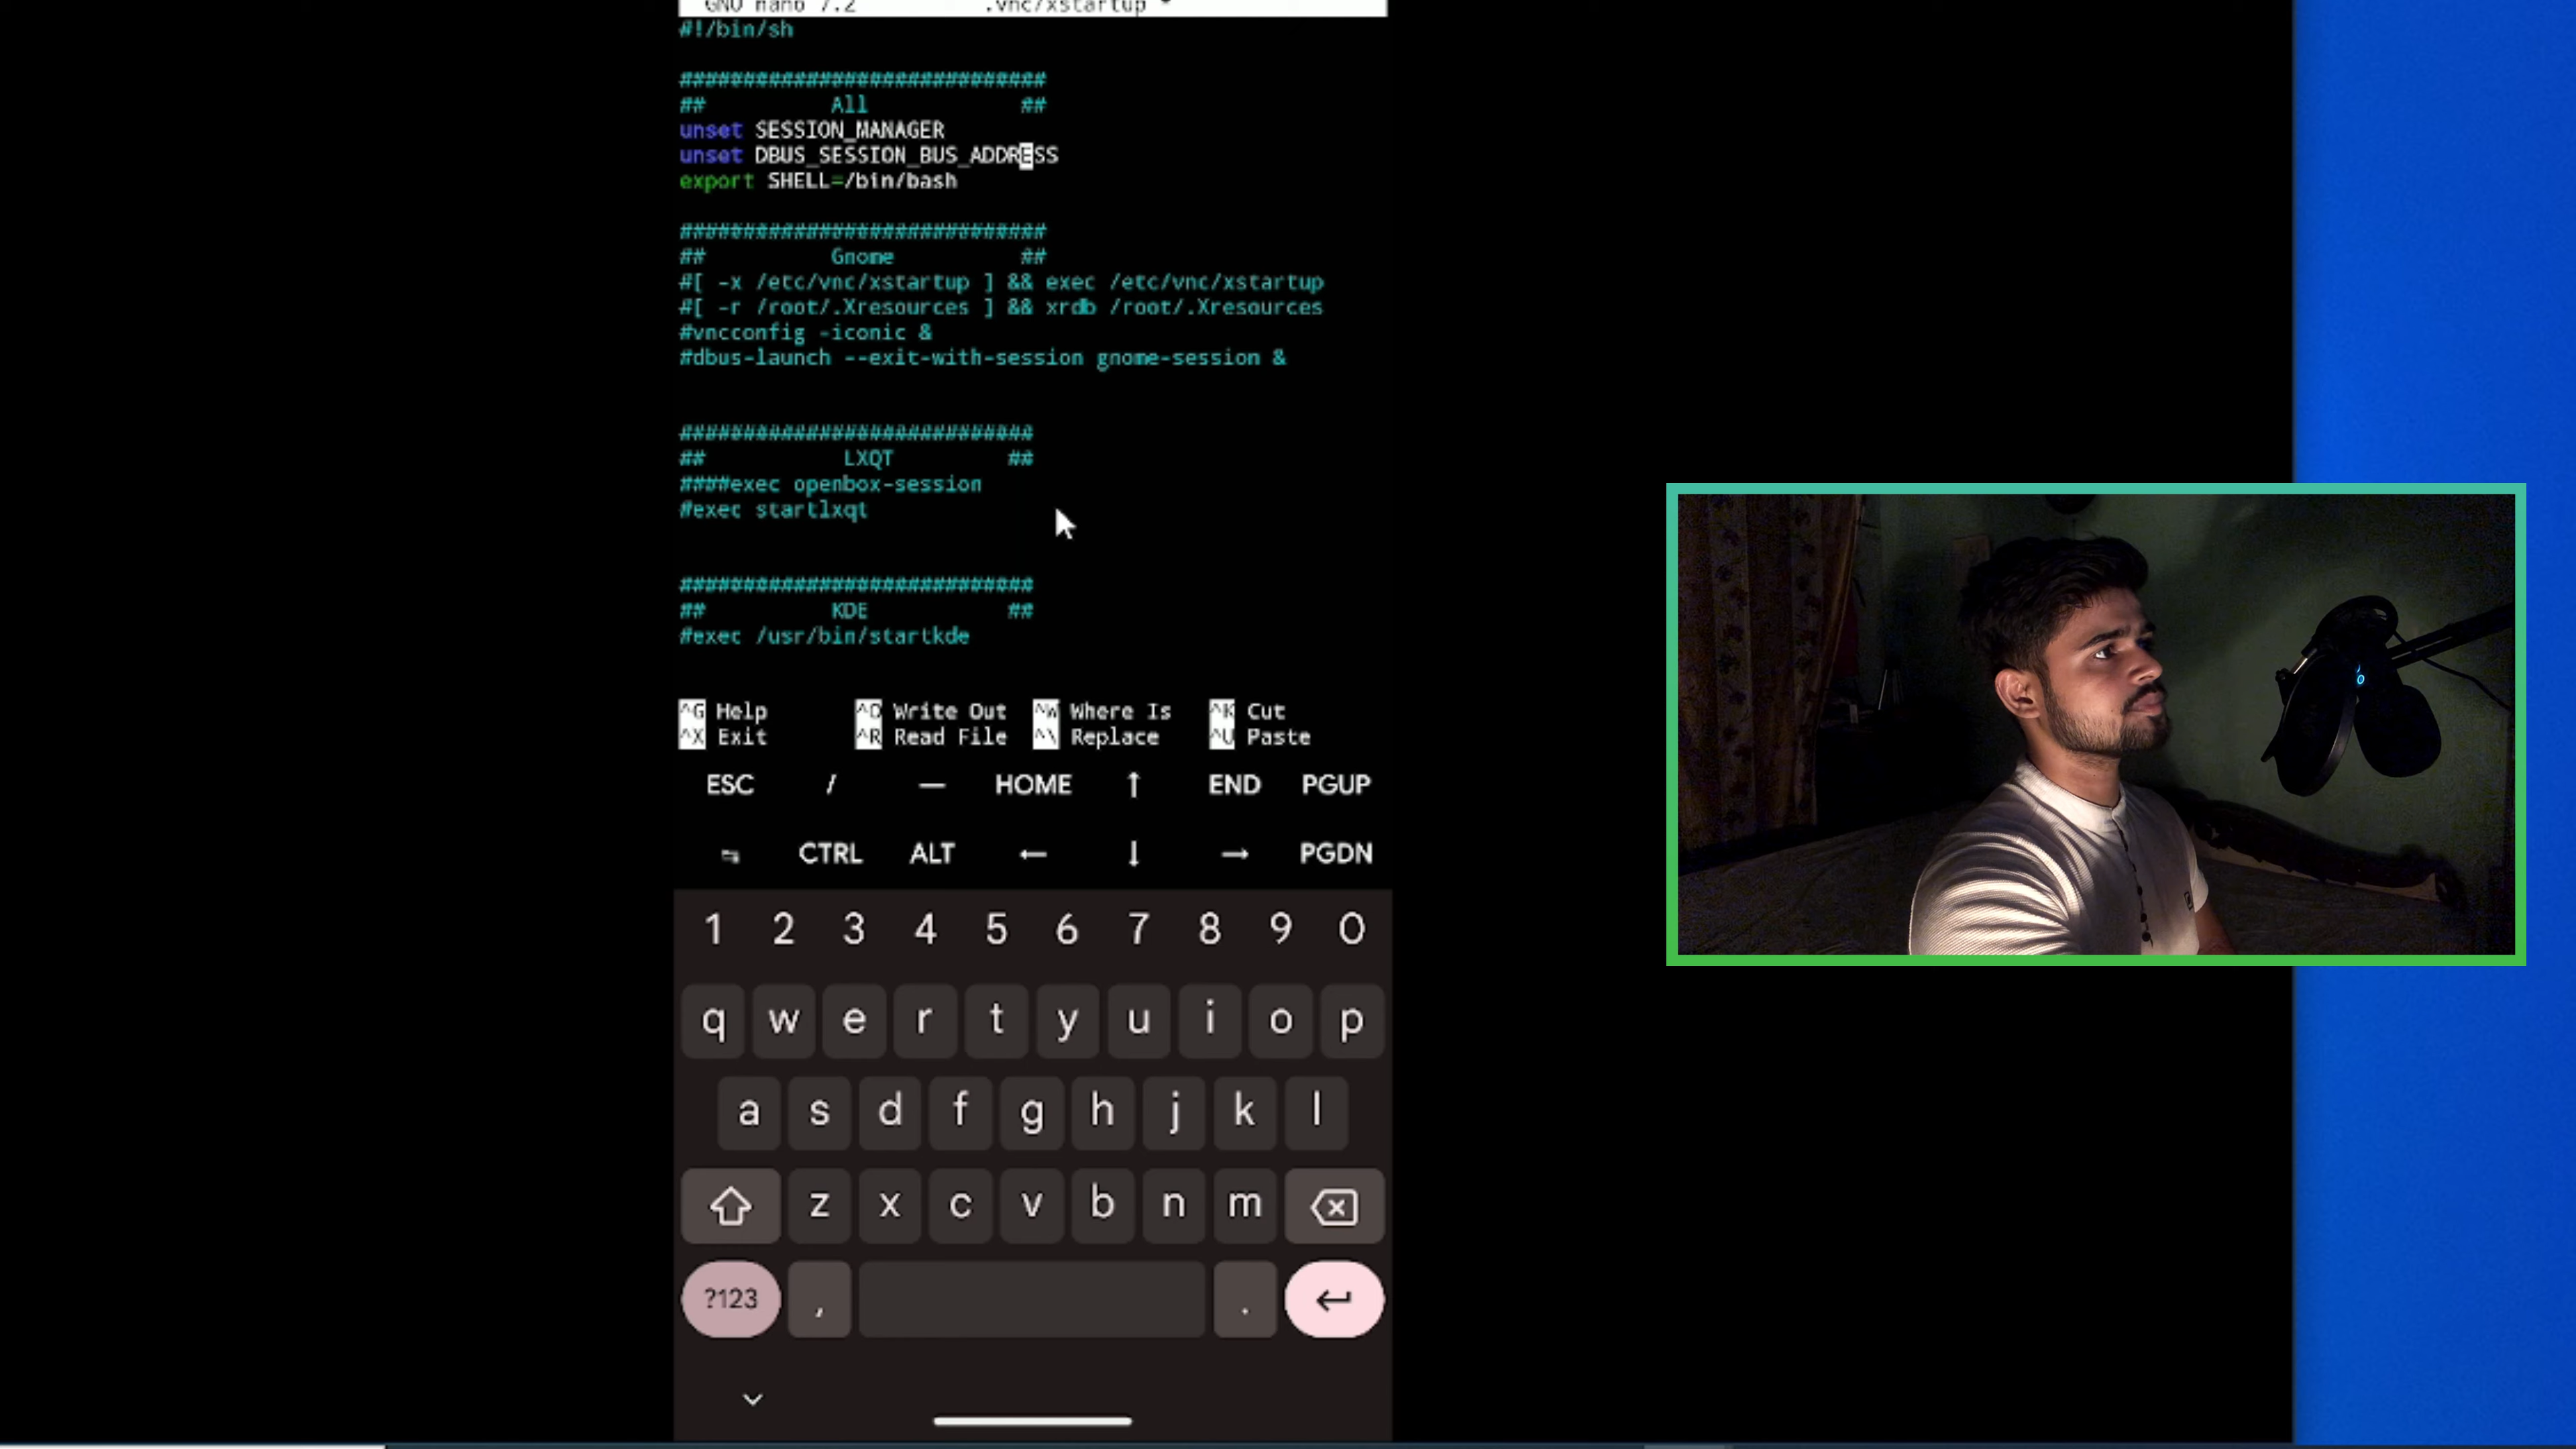 GNU nano 7.2 .vnc/xstartup *
#!/bin/sh
#############################
## All ##
unset SESSION_MANAGER
unset DBUS_SESSION_BUS_ADDRESS
export SHELL=/bin/bash
#############################
## Gnome ##
#[ -x /etc/vnc/xstartup ] && exec /etc/vnc/xstartup
#[ -r /root/.Xresources ] && xrdb /root/.Xresources
#vncconfig -iconic &
#dbus-launch --exit-with-session gnome-session &
############################
## LXQT ##
####exec openbox-session
#exec startlxqt
############################
## KDE ##
#exec /usr/bin/startkde
^G Help ^O Write Out ^W Where Is ^K Cut
^X Exit ^R Read File ^\ Replace ^U Paste
ESC / — HOME ↑ END PGUP
⇆ CTRL ALT ← ↓ → PGDN
1 2 3 4 5 6 7 8 9 0
q w e r t y u i o p
a s d f g h j k l
z x c v b n m
?123 , .